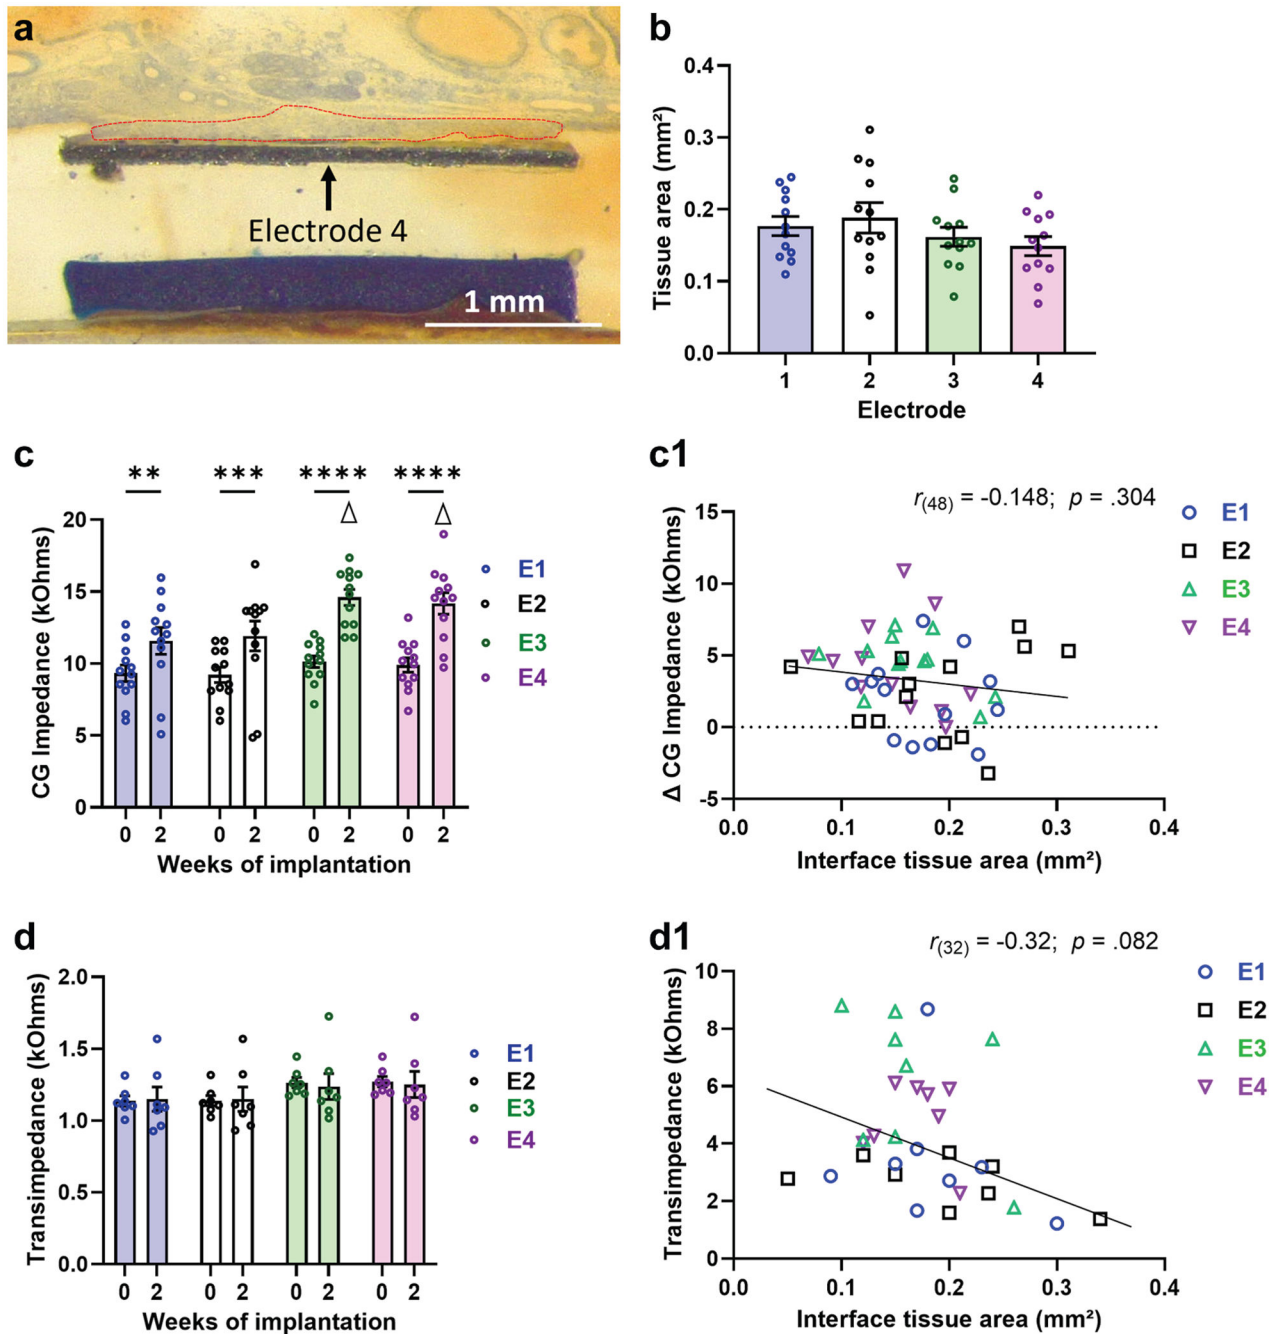 a
Electrode 4
1 mm
b
Tissue area (mm²)
0.4
0.3
0.2
0.1
0.0
1 2 3 4
Electrode
c
** *** **** ****
△ △
CG Impedance (kOhms)
20
15
10
5
0
0 2 0 2 0 2 0 2
Weeks of implantation
E1
E2
E3
E4
c1
r(48) = -0.148; p = .304
Δ CG Impedance (kOhms)
15
10
5
0
-5
0.0 0.1 0.2 0.3 0.4
Interface tissue area (mm²)
E1
E2
E3
E4
d
Transimpedance (kOhms)
2.0
1.5
1.0
0.5
0.0
0 2 0 2 0 2 0 2
Weeks of implantation
E1
E2
E3
E4
d1
r(32) = -0.32; p = .082
Transimpedance (kOhms)
10
8
6
4
2
0
0.0 0.1 0.2 0.3 0.4
Interface tissue area (mm²)
E1
E2
E3
E4